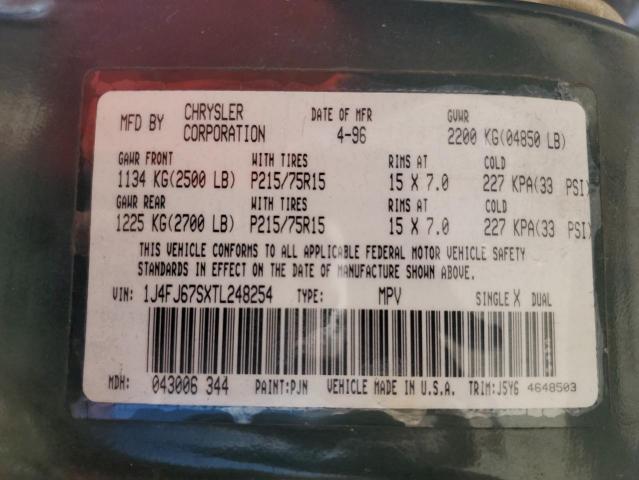 MFD BY CHRYSLER CORPORATION DATE OF MFR 4-96 GVWR 2200 KG(04850 LB)
GAWR FRONT WITH TIRES RIMS AT COLD
1134 KG(2500 LB) P215/75R15 15 X 7.0 227 KPA(33 PSI)
GAWR REAR WITH TIRES RIMS AT COLD
1225 KG(2700 LB) P215/75R15 15 X 7.0 227 KPA(33 PSI)
THIS VEHICLE CONFORMS TO ALL APPLICABLE FEDERAL MOTOR VEHICLE SAFETY
STANDARDS IN EFFECT ON THE DATE OF MANUFACTURE SHOWN ABOVE.
VIN: 1J4FJ67SXTL248254 TYPE: MPV SINGLE X DUAL
MDH: 043006 344 PAINT:PJN VEHICLE MADE IN U.S.A. TRIM:J5Y6 4648503